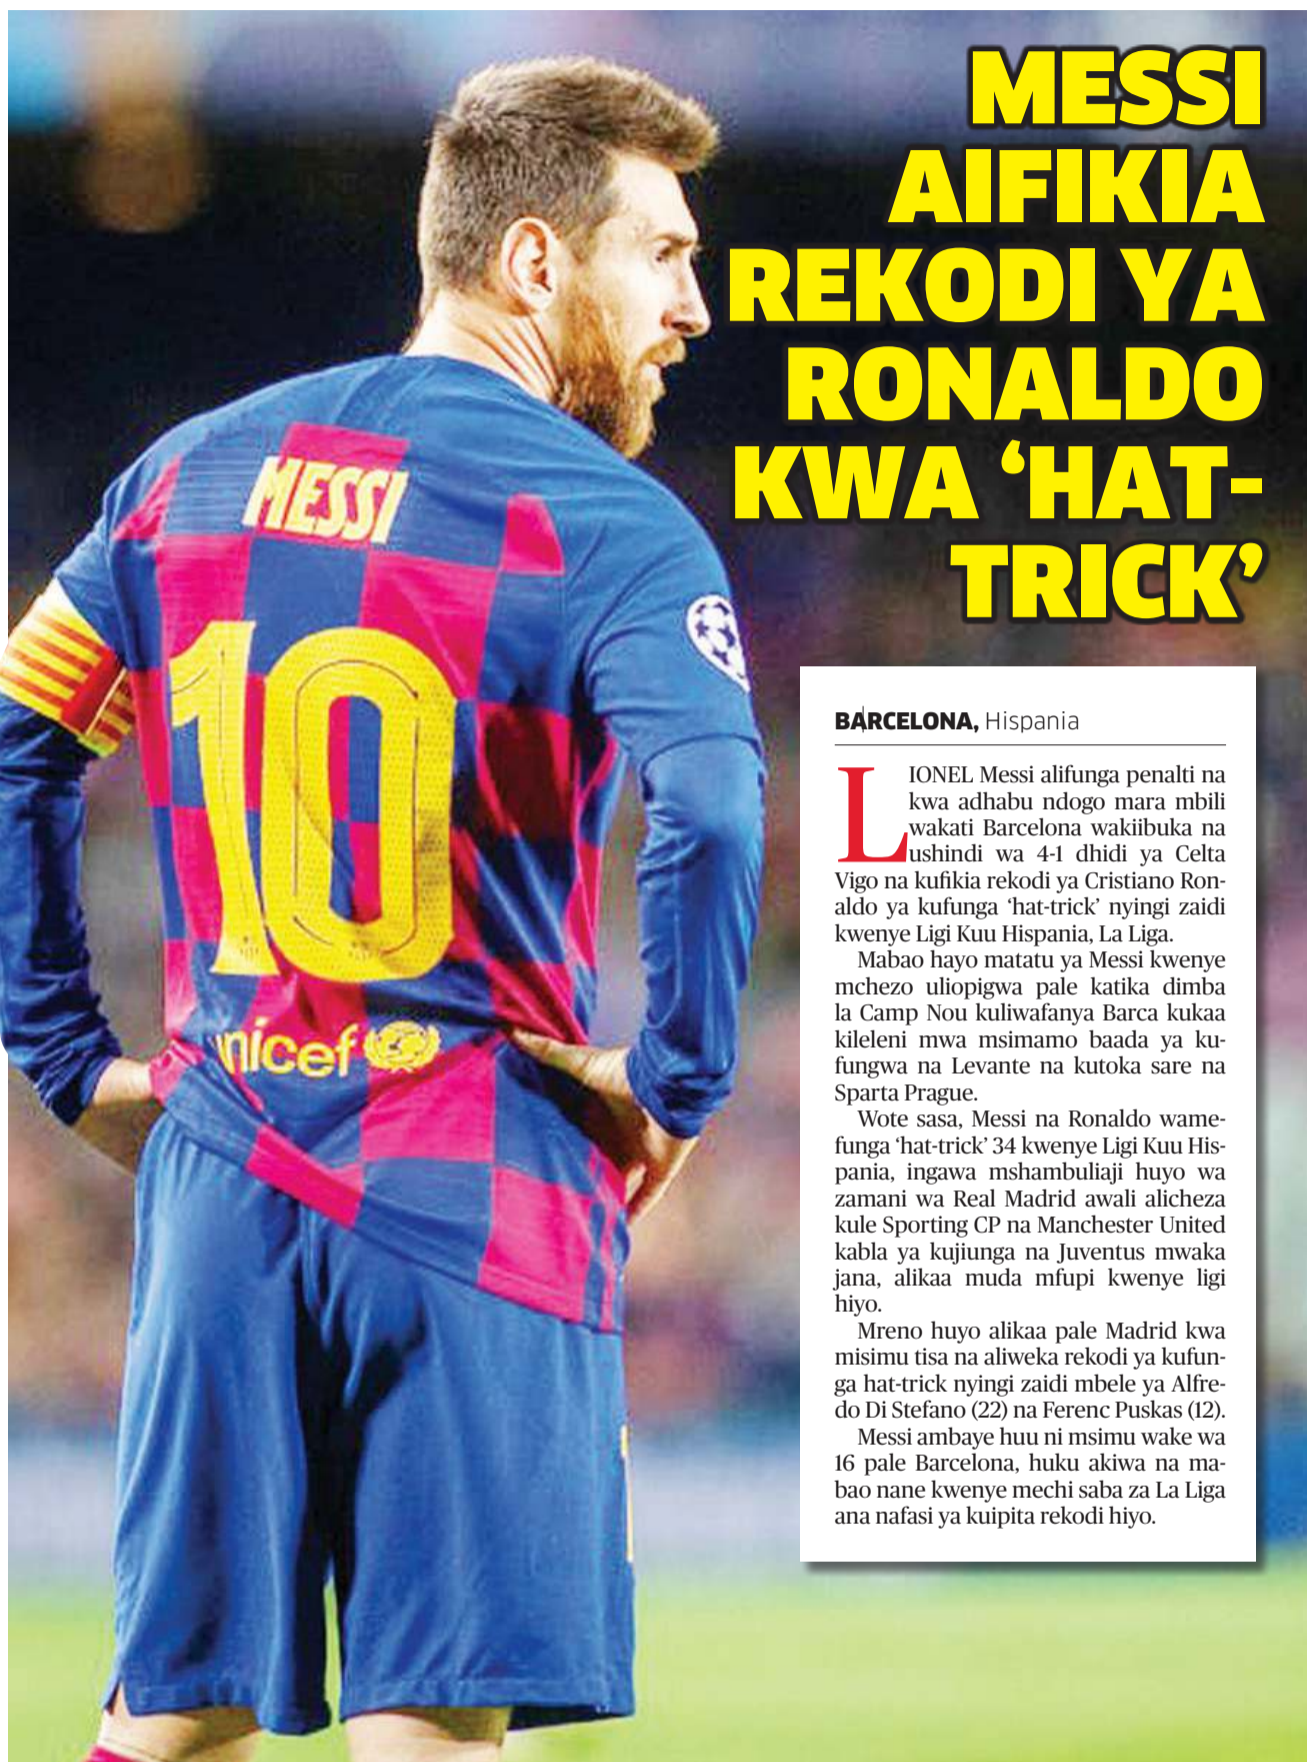 MESSI
AIFIKIA
REKODI YA
RONALDO
KWA ‘HAT-
TRICK’
MESSI
10
unicef
BARCELONA, Hispania
LIONEL Messi alifunga penalti na
kwa adhabu ndogo mara mbili
wakati Barcelona wakiibuka na
ushindi wa 4-1 dhidi ya Celta
Vigo na kufikia rekodi ya Cristiano Ron-
aldo ya kufunga ‘hat-trick’ nyingi zaidi
kwenye Ligi Kuu Hispania, La Liga.
Mabao hayo matatu ya Messi kwenye
mchezo uliopigwa pale katika dimba
la Camp Nou kuliwafanya Barca kukaa
kileleni mwa msimamo baada ya ku-
fungwa na Levante na kutoka sare na
Sparta Prague.
Wote sasa, Messi na Ronaldo wame-
funga ‘hat-trick’ 34 kwenye Ligi Kuu His-
pania, ingawa mshambuliaji huyo wa
zamani wa Real Madrid awali alicheza
kule Sporting CP na Manchester United
kabla ya kujiunga na Juventus mwaka
jana, alikaa muda mfupi kwenye ligi
hiyo.
Mreno huyo alikaa pale Madrid kwa
misimu tisa na aliweka rekodi ya kufun-
ga hat-trick nyingi zaidi mbele ya Alfre-
do Di Stefano (22) na Ferenc Puskas (12).
Messi ambaye huu ni msimu wake wa
16 pale Barcelona, huku akiwa na ma-
bao nane kwenye mechi saba za La Liga
ana nafasi ya kuipita rekodi hiyo.